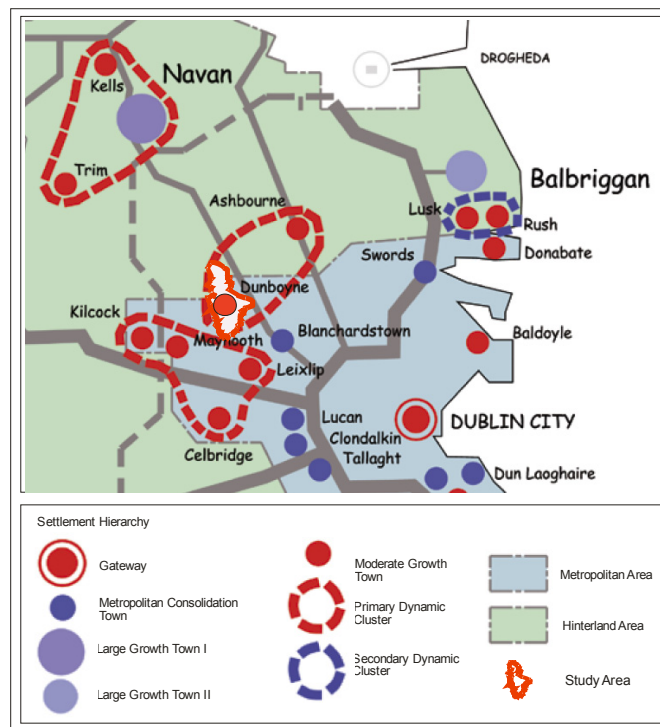 DROGHEDA
Navan
Kells
Trim
Balbriggan
Ashbourne
Lusk
Rush
Donabate
Swords
Dunboyne
Kilcock
Blanchardstown
Baldoyle
Maynooth
Leixlip
Lucan
DUBLIN CITY
Clondalkin
Celbridge
Tallaght
Dun Laoghaire
Settlement Hierarchy
Gateway
Metropolitan Consolidation
Town
Large Growth Town I
Large Growth Town II
Moderate Growth
Town
Primary Dynamic
Cluster
Secondary Dynamic
Cluster
Metropolitan Area
Hinterland Area
Study Area